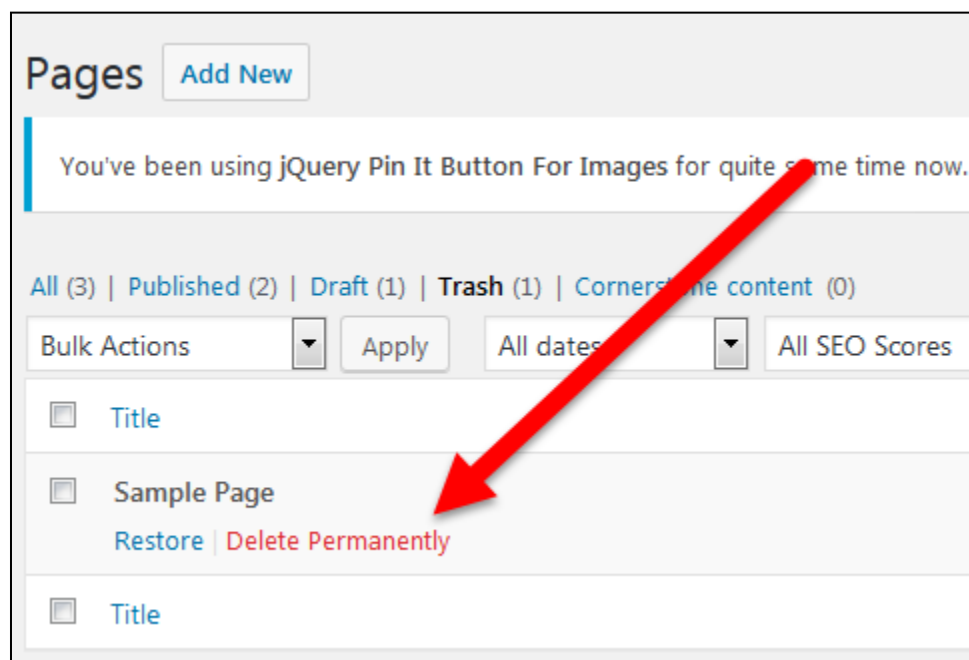 Pages Add New
You've been using jQuery Pin It Button For Images for quite some time now.
All (3) | Published (2) | Draft (1) | Trash (1) | Cornerstone content (0)
Bulk Actions Apply All dates All SEO Scores
Title
Sample Page
Restore | Delete Permanently
Title